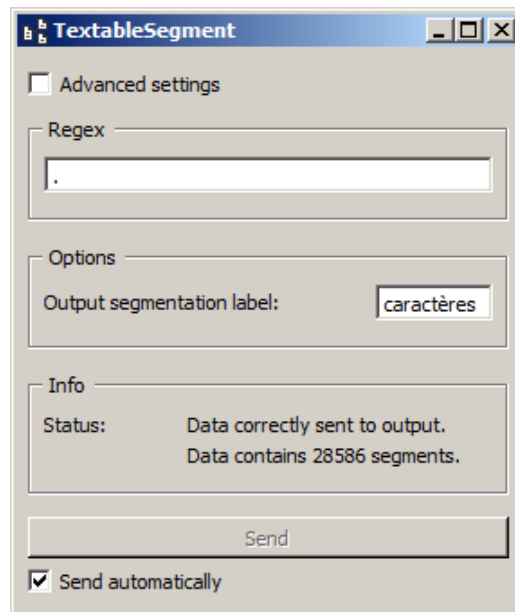 TextableSegment
Advanced settings
Regex
.
Options
Output segmentation label: caractères
Info
Status: Data correctly sent to output.
Data contains 28586 segments.
Send
Send automatically